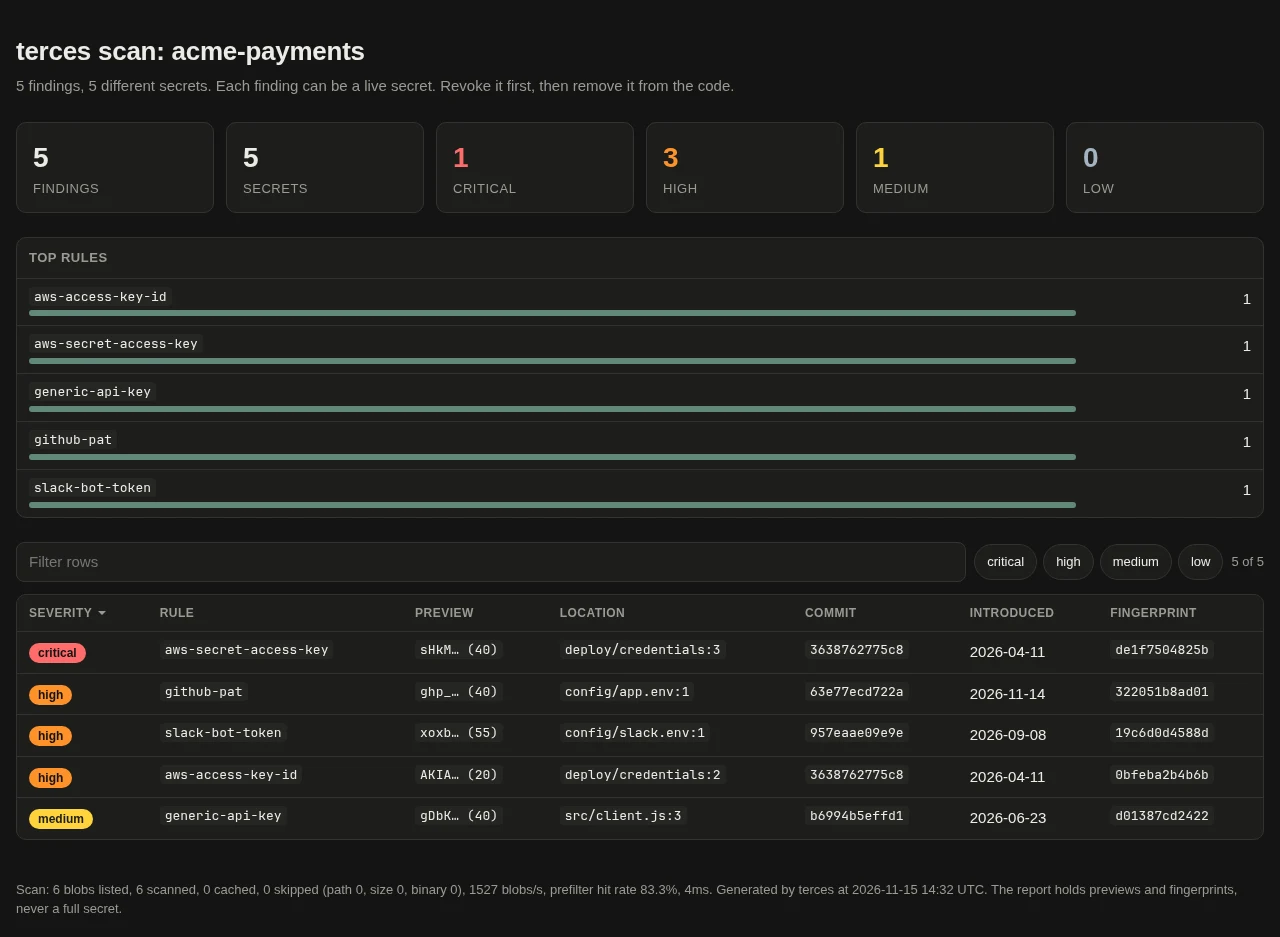 terces scan: acme-payments
5 findings, 5 different secrets. Each finding can be a live secret. Revoke it first, then remove it from the code.
5 5 1 3 1 0
FINDINGS SECRETS CRITICAL HIGH MEDIUM LOW
TOP RULES
aws-access-key-id 1
aws-secret-access-key 1
generic-api-key 1
github-pat 1
slack-bot-token 1
Filter rows critical high medium low 5 of 5
SEVERITY RULE PREVIEW LOCATION COMMIT INTRODUCED FINGERPRINT
critical aws-secret-access-key sHkM… (40) deploy/credentials:3 3638762775c8 2026-04-11 de1f7504825b
high github-pat ghp_… (40) config/app.env:1 63e77ecd722a 2026-11-14 322051b8ad01
high slack-bot-token xoxb… (55) config/slack.env:1 957eaae09e9e 2026-09-08 19c6d0d4588d
high aws-access-key-id AKIA… (20) deploy/credentials:2 3638762775c8 2026-04-11 0bfeba2b4b6b
medium generic-api-key gDbK… (40) src/client.js:3 b6994b5effd1 2026-06-23 d01387cd2422
Scan: 6 blobs listed, 6 scanned, 0 cached, 0 skipped (path 0, size 0, binary 0), 1527 blobs/s, prefilter hit rate 83.3%, 4ms. Generated by terces at 2026-11-15 14:32 UTC. The report holds previews and fingerprints,
never a full secret.